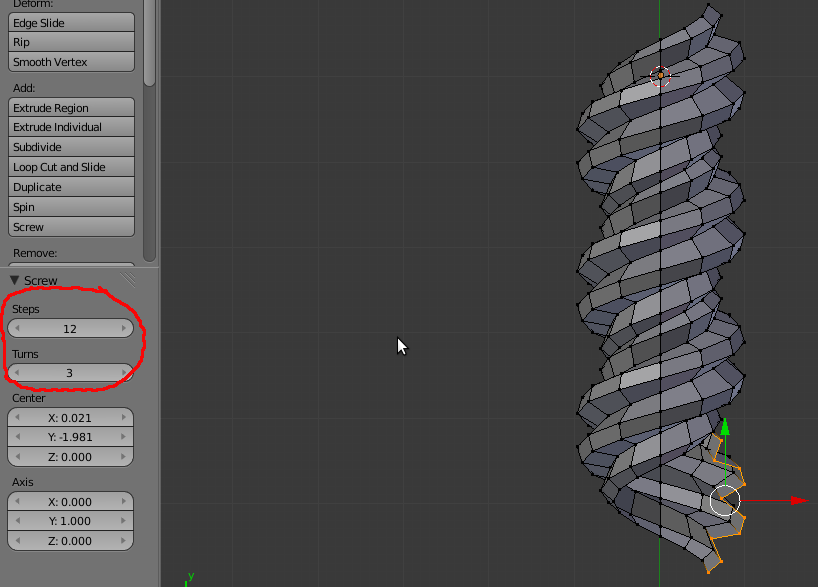 Deform:
Edge Slide
Rip
Smooth Vertex
Add:
Extrude Region
Extrude Individual
Subdivide
Loop Cut and Slide
Duplicate
Spin
Screw
Remove:
Screw
Steps
12
Turns
3
Center
X: 0.021
Y: -1.981
Z: 0.000
Axis
X: 0.000
Y: 1.000
Z: 0.000
y